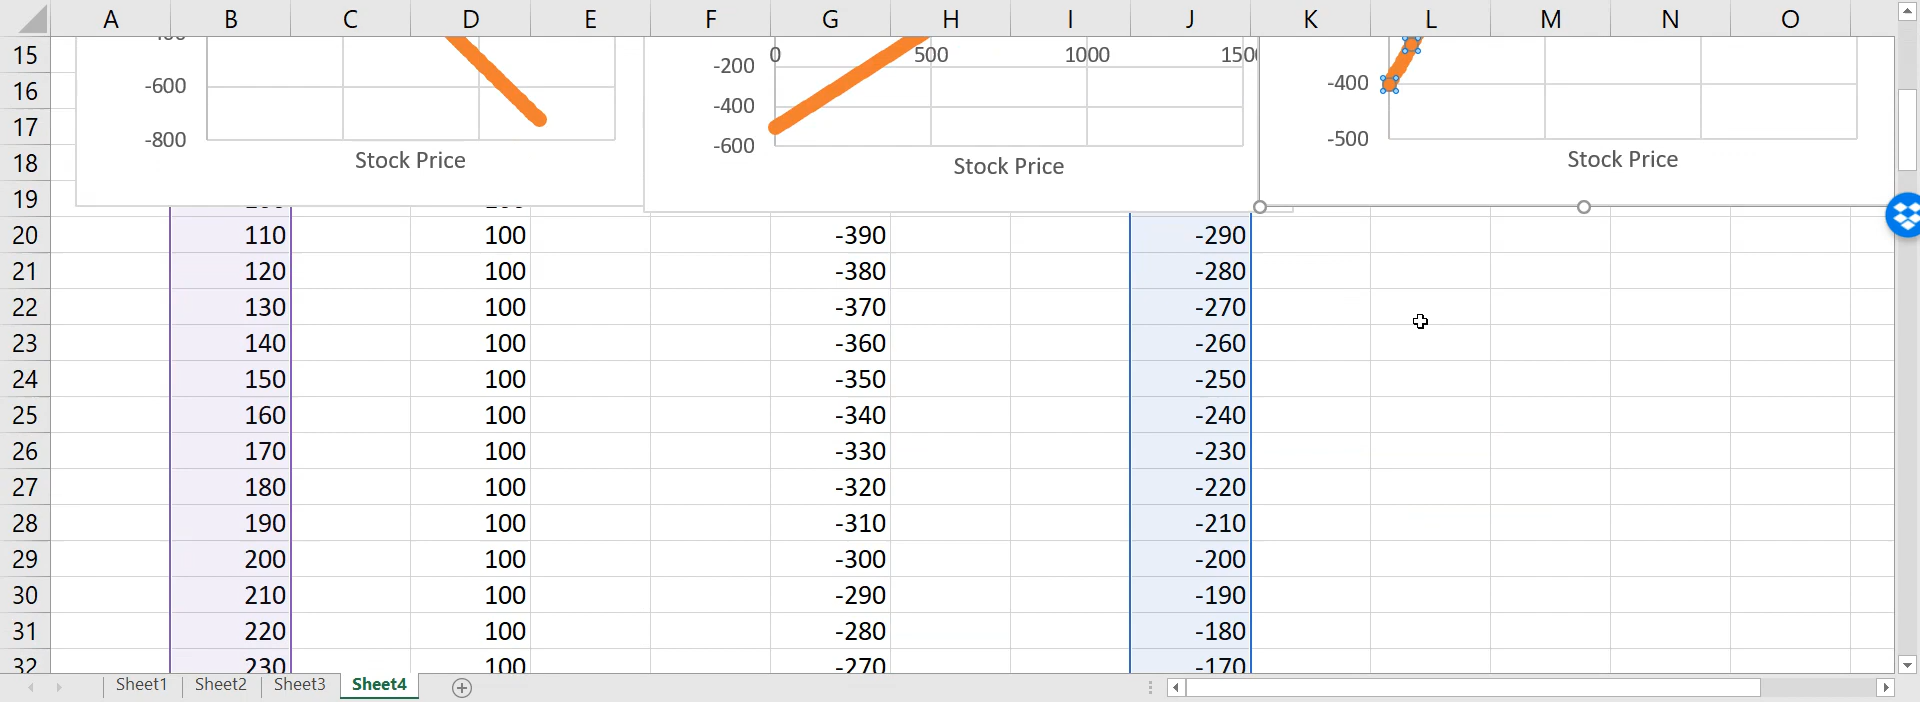 A B C D E F G H I J K L M N O
15 0 500 1000
-200
16 -600 -400 -400
17 -800 -600 -500
18 Stock Price Stock Price Stock Price
19
20 110 100 -390 -290
21 120 100 -380 -280
22 130 100 -370 -270
23 140 100 -360 -260
24 150 100 -350 -250
25 160 100 -340 -240
26 170 100 -330 -230
27 180 100 -320 -220
28 190 100 -310 -210
29 200 100 -300 -200
30 210 100 -290 -190
31 220 100 -280 -180
32 230 100 -270 -170
Sheet1 Sheet2 Sheet3 Sheet4